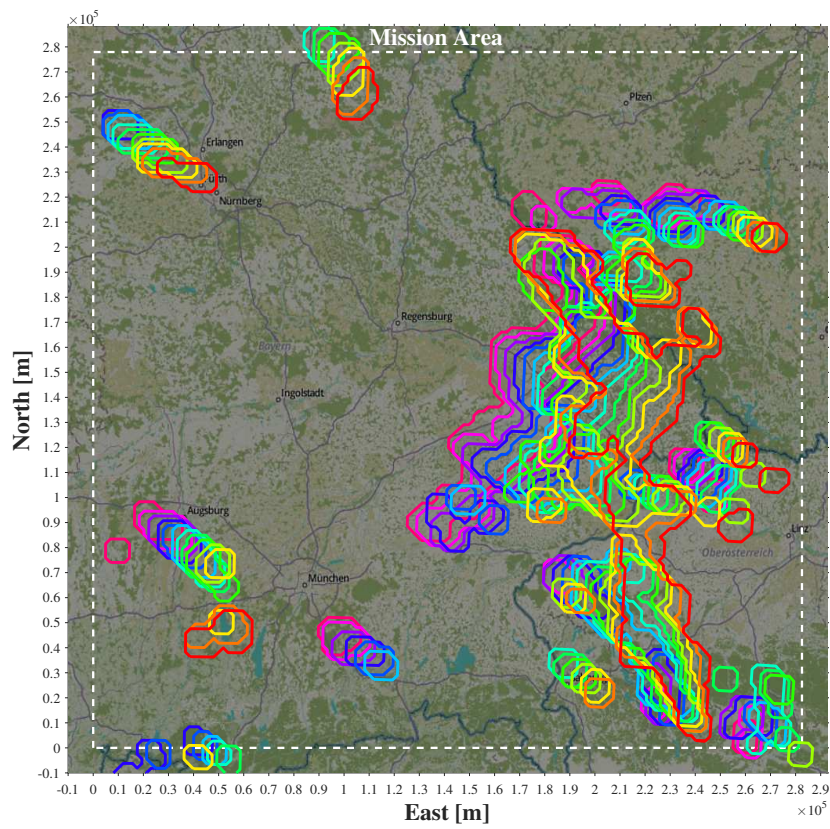 ×10⁵
Mission Area
2.8
2.7
2.6
2.5
2.4
2.3
2.2
2.1
2
1.9
1.8
1.7
1.6
1.5
1.4
1.3
1.2
1.1
1
0.9
0.8
0.7
0.6
0.5
0.4
0.3
0.2
0.1
0
-0.1
North [m]
Plzeň
Erlangen
Nürnberg
Regensburg
Bayern
Ingolstadt
Augsburg
Linz
Oberösterreich
München
-0.1 0 0.1 0.2 0.3 0.4 0.5 0.6 0.7 0.8 0.9 1 1.1 1.2 1.3 1.4 1.5 1.6 1.7 1.8 1.9 2 2.1 2.2 2.3 2.4 2.5 2.6 2.7 2.8 2.9
East [m]
×10⁵